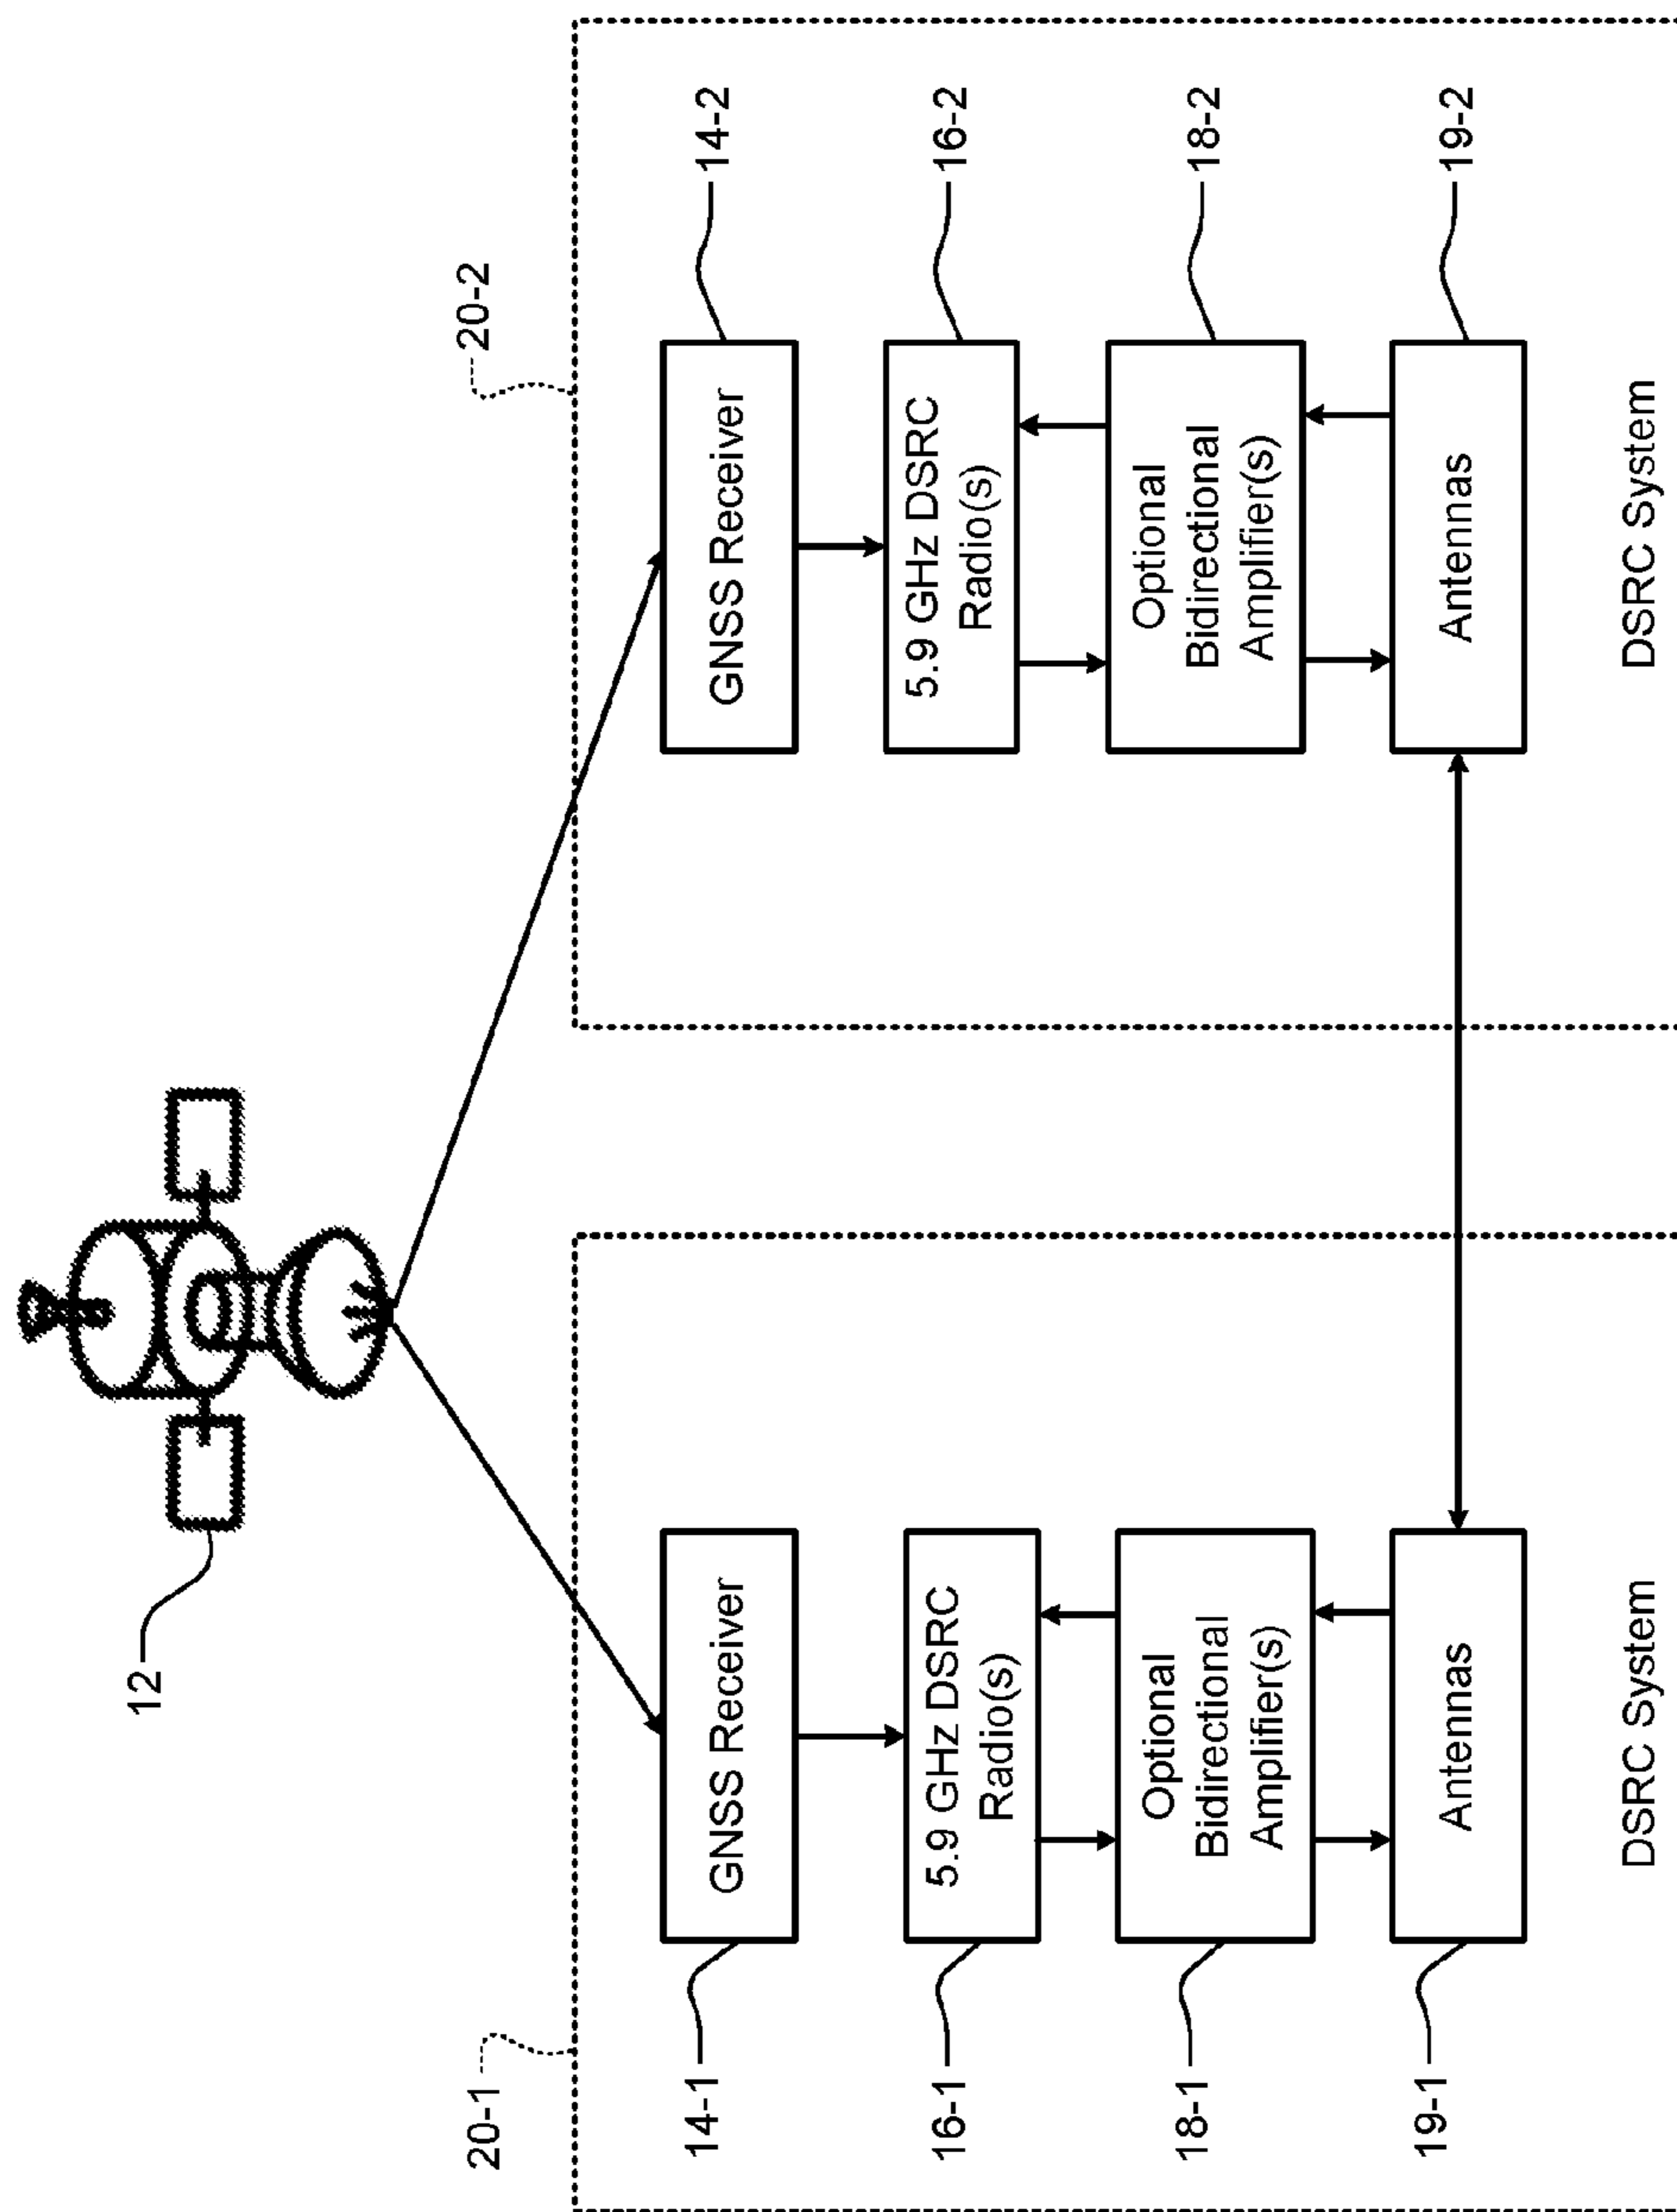 12
20-1
20-2
14-1
GNSS Receiver
GNSS Receiver
14-2
16-1
5.9 GHz DSRC
Radio(s)
5.9 GHz DSRC
Radio(s)
16-2
18-1
Optional
Bidirectional
Amplifier(s)
Optional
Bidirectional
Amplifier(s)
18-2
19-1
Antennas
Antennas
19-2
DSRC System
DSRC System